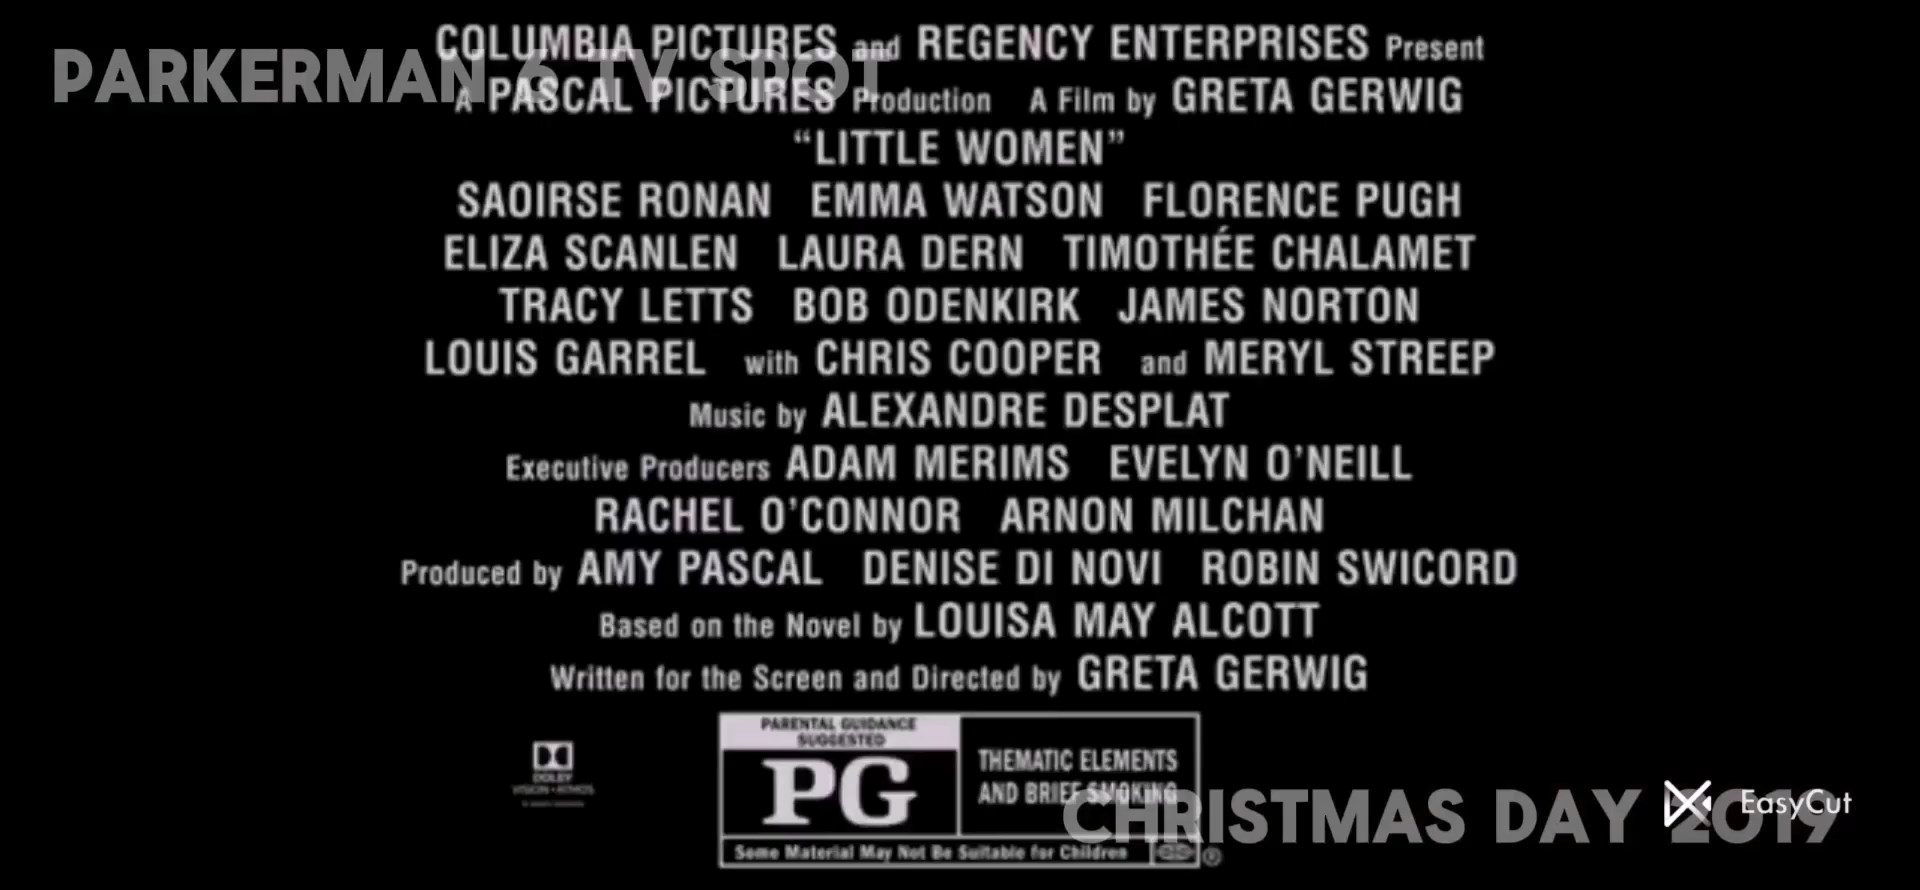 COLUMBIA PICTURES and REGENCY ENTERPRISES Present
PARKERMAN 6 TV SPOT
A PASCAL PICTURES Production A Film by GRETA GERWIG
“LITTLE WOMEN”
SAOIRSE RONAN EMMA WATSON FLORENCE PUGH
ELIZA SCANLEN LAURA DERN TIMOTHÉE CHALAMET
TRACY LETTS BOB ODENKIRK JAMES NORTON
LOUIS GARREL with CHRIS COOPER and MERYL STREEP
Music by ALEXANDRE DESPLAT
Executive Producers ADAM MERIMS EVELYN O’NEILL
RACHEL O’CONNOR ARNON MILCHAN
Produced by AMY PASCAL DENISE DI NOVI ROBIN SWICORD
Based on the Novel by LOUISA MAY ALCOTT
Written for the Screen and Directed by GRETA GERWIG
DOLBY
VISION ATMOS
PARENTAL GUIDANCE
SUGGESTED
PG
THEMATIC ELEMENTS
AND BRIEF SMOKING
Some Material May Not Be Suitable for Children
®
CHRISTMAS DAY 2019
EasyCut